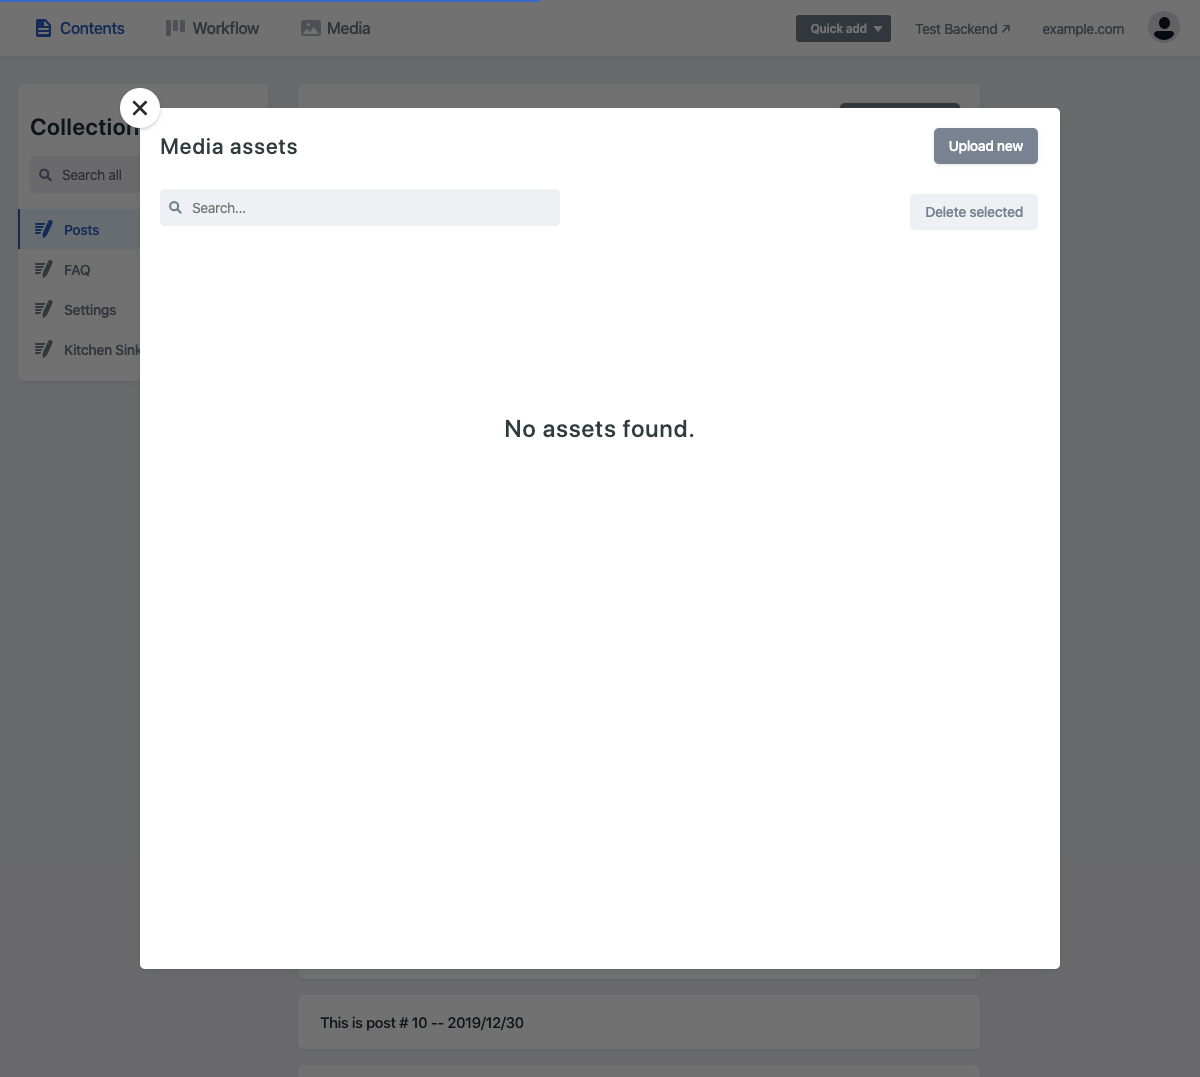 Contents
Workflow
Media
Quick add
Test Backend
example.com
Collection
Search all
Posts
FAQ
Settings
Kitchen Sink
Media assets
Upload new
Search...
Delete selected
No assets found.
This is post # 10 -- 2019/12/30